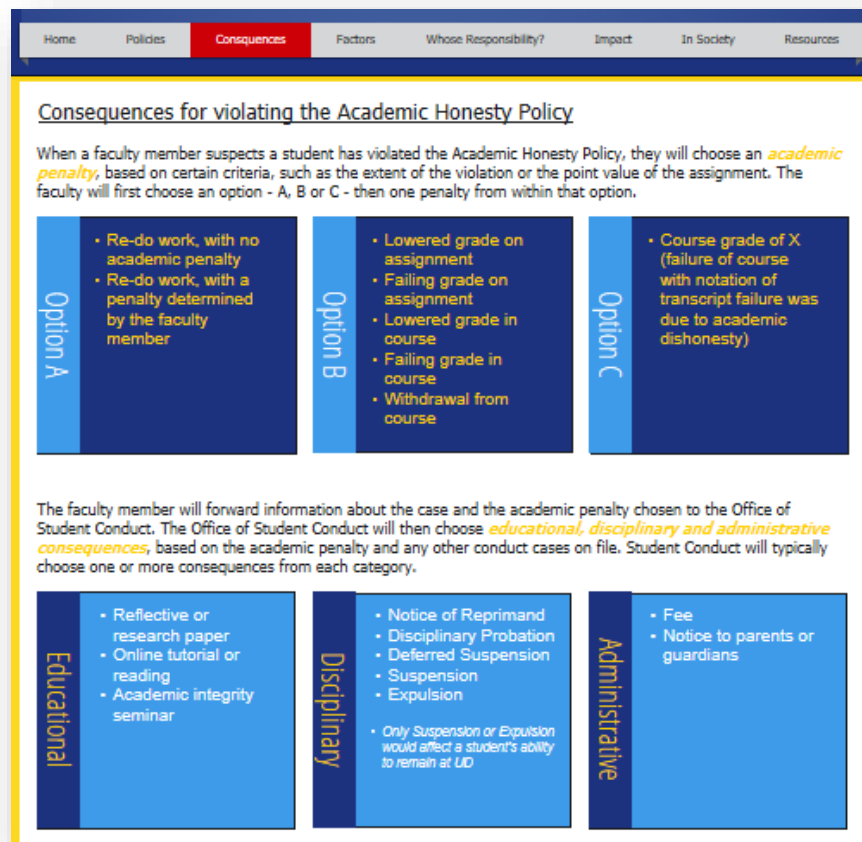 Home Policies Consquences Factors Whose Responsibility? Impact In Society Resources
Consequences for violating the Academic Honesty Policy
When a faculty member suspects a student has violated the Academic Honesty Policy, they will choose an academic
penalty, based on certain criteria, such as the extent of the violation or the point value of the assignment. The
faculty will first choose an option - A, B or C - then one penalty from within that option.
Option A
• Re-do work, with no
academic penalty
• Re-do work, with a
penalty determined
by the faculty
member
Option B
• Lowered grade on
assignment
• Failing grade on
assignment
• Lowered grade in
course
• Failing grade in
course
• Withdrawal from
course
Option C
• Course grade of X
(failure of course
with notation of
transcript failure was
due to academic
dishonesty)
The faculty member will forward information about the case and the academic penalty chosen to the Office of
Student Conduct. The Office of Student Conduct will then choose educational, disciplinary and administrative
consequences, based on the academic penalty and any other conduct cases on file. Student Conduct will typically
choose one or more consequences from each category.
Educational
• Reflective or
research paper
• Online tutorial or
reading
• Academic integrity
seminar
Disciplinary
• Notice of Reprimand
• Disciplinary Probation
• Deferred Suspension
• Suspension
• Expulsion
• Only Suspension or Expulsion
would affect a student's ability
to remain at UD
Administrative
• Fee
• Notice to parents or
guardians